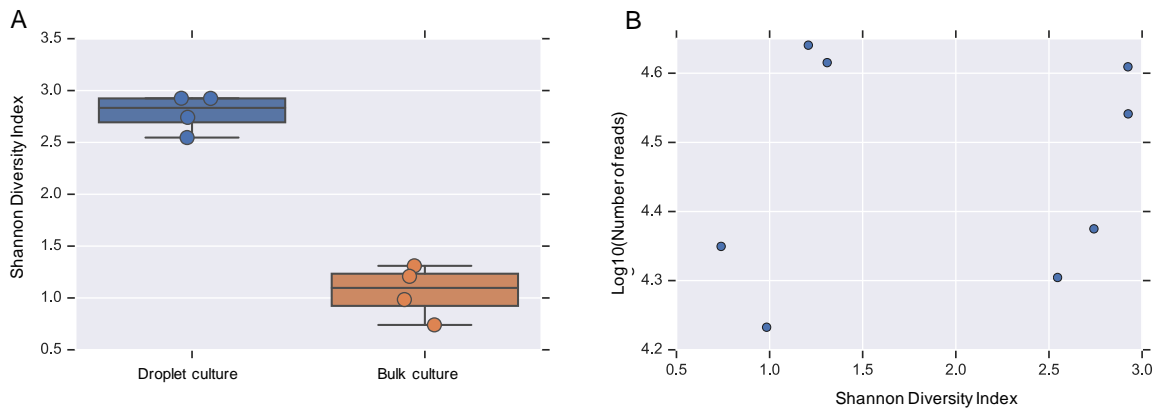 A
Shannon Diversity Index
3.5
3.0
2.5
2.0
1.5
1.0
0.5
Droplet culture
Bulk culture
B
Log10(Number of reads)
4.6
4.5
4.4
4.3
4.2
0.5
1.0
1.5
2.0
2.5
3.0
Shannon Diversity Index